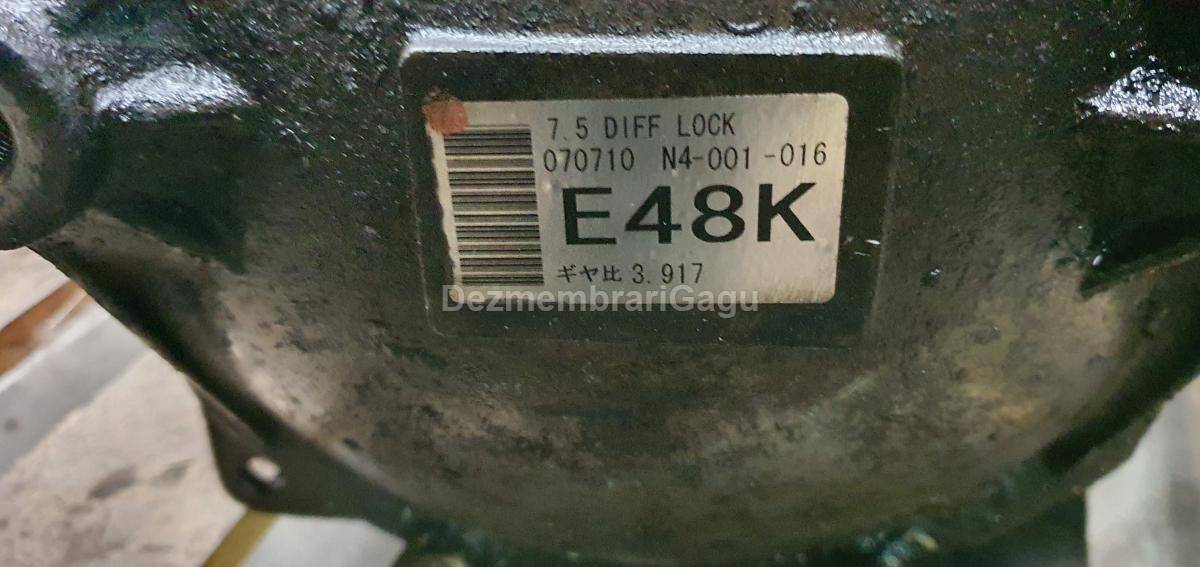 7.5 DIFF LOCK
070710 N4-001-016
E48K
ギヤ比 3.917
DezmembrariGagu